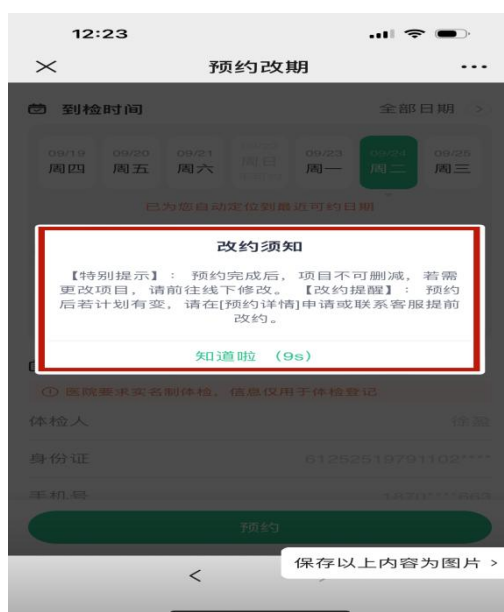 12:23
预约改期
到检时间
全部日期 >
09/19 09/20 09/21 09/23 09/24 09/25
周四 周五 周六 周日 周一 周二 周三
已为您自动定位到最近可约日期
改约须知
【特别提示】：预约完成后，项目不可删减，若需
更改项目，请前往线下修改。【改约提醒】：预约
后若计划有变，请在[预约详情]申请或联系客服提前
改约。
知道啦（9s）
医院要求实名制体检，信息仅用于体检登记
体检人
身份证 61252519791102****
手机号
预约
保存以上内容为图片 >